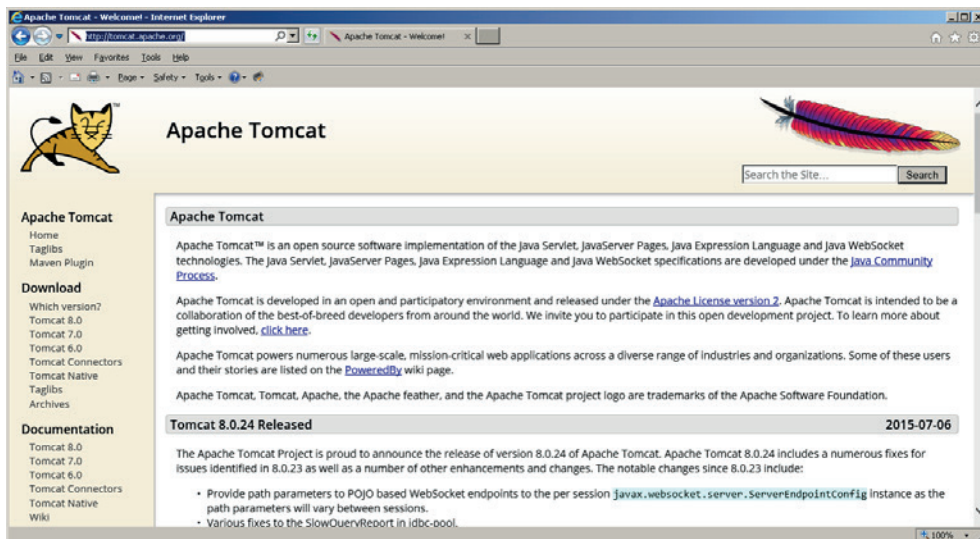 Apache Tomcat - Welcome! - Internet Explorer
http://tomcat.apache.org/
Apache Tomcat - Welcome!
File Edit View Favorites Tools Help
Page Safety Tools
TM
Apache Tomcat
Search the Site...
Search
Apache Tomcat
Home
Taglibs
Maven Plugin
Download
Which version?
Tomcat 8.0
Tomcat 7.0
Tomcat 6.0
Tomcat Connectors
Tomcat Native
Taglibs
Archives
Documentation
Tomcat 8.0
Tomcat 7.0
Tomcat 6.0
Tomcat Connectors
Tomcat Native
Wiki
Apache Tomcat
Apache Tomcat™ is an open source software implementation of the Java Servlet, JavaServer Pages, Java Expression Language and Java WebSocket
technologies. The Java Servlet, JavaServer Pages, Java Expression Language and Java WebSocket specifications are developed under the Java Community
Process.
Apache Tomcat is developed in an open and participatory environment and released under the Apache License version 2. Apache Tomcat is intended to be a
collaboration of the best-of-breed developers from around the world. We invite you to participate in this open development project. To learn more about
getting involved, click here.
Apache Tomcat powers numerous large-scale, mission-critical web applications across a diverse range of industries and organizations. Some of these users
and their stories are listed on the PoweredBy wiki page.
Apache Tomcat, Tomcat, Apache, the Apache feather, and the Apache Tomcat project logo are trademarks of the Apache Software Foundation.
Tomcat 8.0.24 Released 2015-07-06
The Apache Tomcat Project is proud to announce the release of version 8.0.24 of Apache Tomcat. Apache Tomcat 8.0.24 includes a numerous fixes for
issues identified in 8.0.23 as well as a number of other enhancements and changes. The notable changes since 8.0.23 include:
• Provide path parameters to POJO based WebSocket endpoints to the per session javax.websocket.server.ServerEndpointConfig instance as the
path parameters will vary between sessions.
• Various fixes to the SlowQueryReport in jdbc-pool.
100%